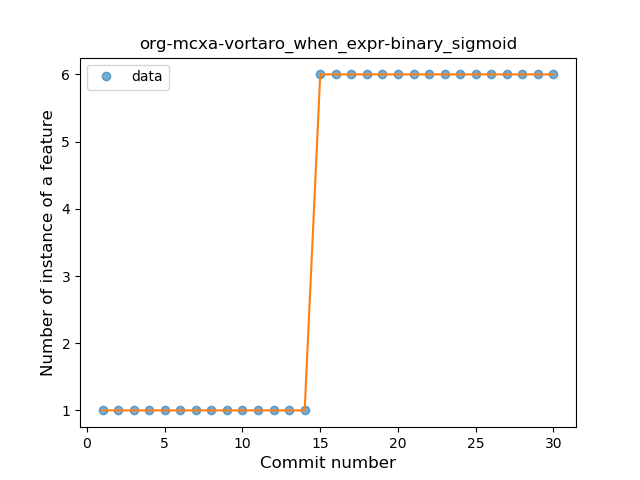 org-mcxa-vortaro_when_expr-binary_sigmoid
data
6
5
4
3
2
1
Number of instance of a feature
0 5 10 15 20 25 30
Commit number